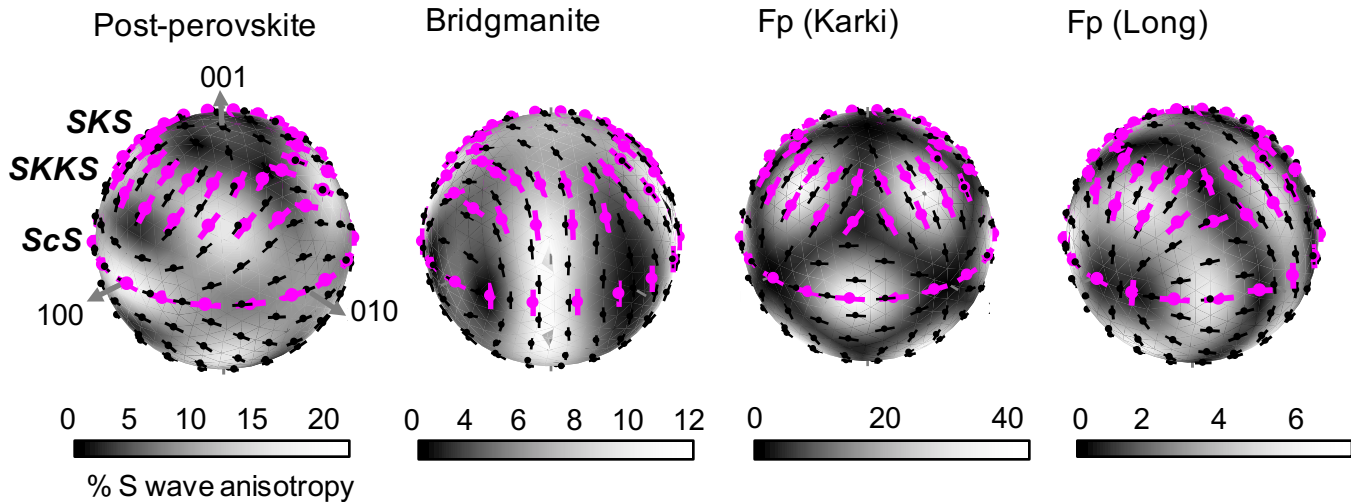 Post-perovskite
Bridgmanite
Fp (Karki)
Fp (Long)
001
SKS
SKKS
ScS
100
010
0 5 10 15 20
0 4 6 8 10 12
0 20 40
0 2 4 6
% S wave anisotropy